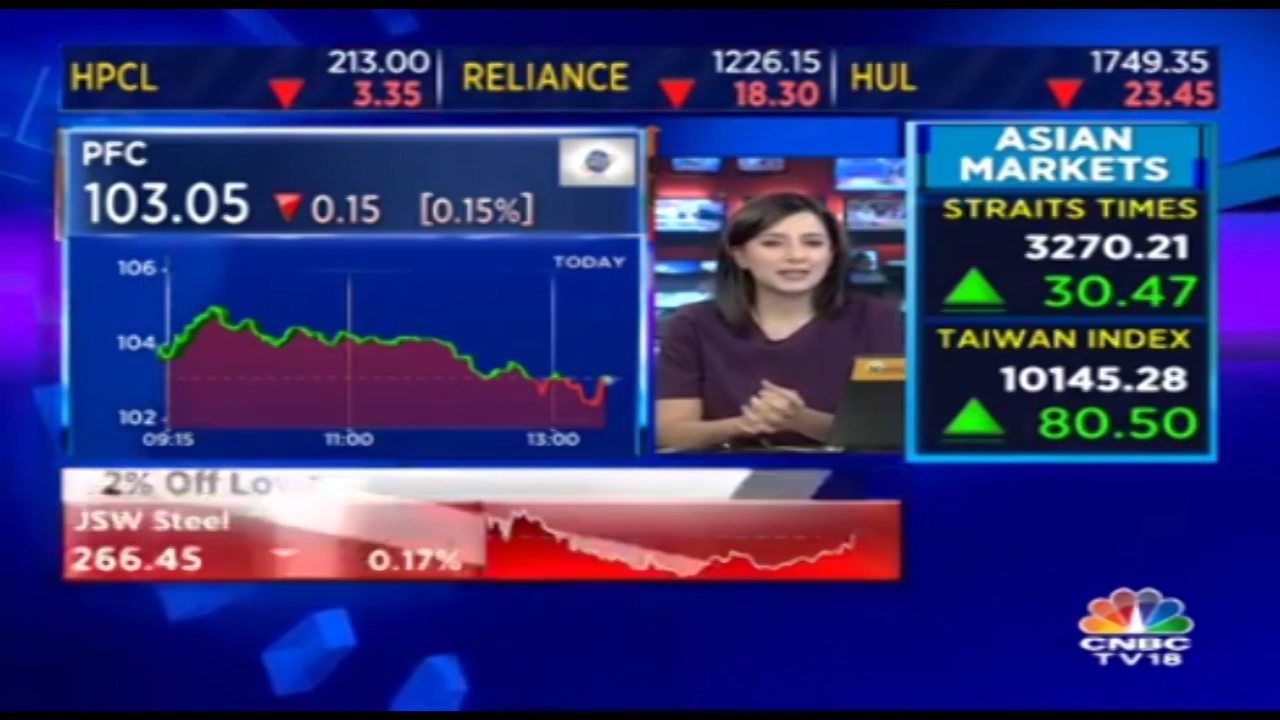 HPCL 213.00 3.35 RELIANCE 1226.15 18.30 HUL 1749.35 23.45
PFC
103.05 0.15 [0.15%]
TODAY
106
104
102
09:15 11:00 13:00
ASIAN
MARKETS
STRAITS TIMES
3270.21
30.47
TAIWAN INDEX
10145.28
80.50
2% Off
JSW Steel
266.45 0.17%
CNBC
TV18